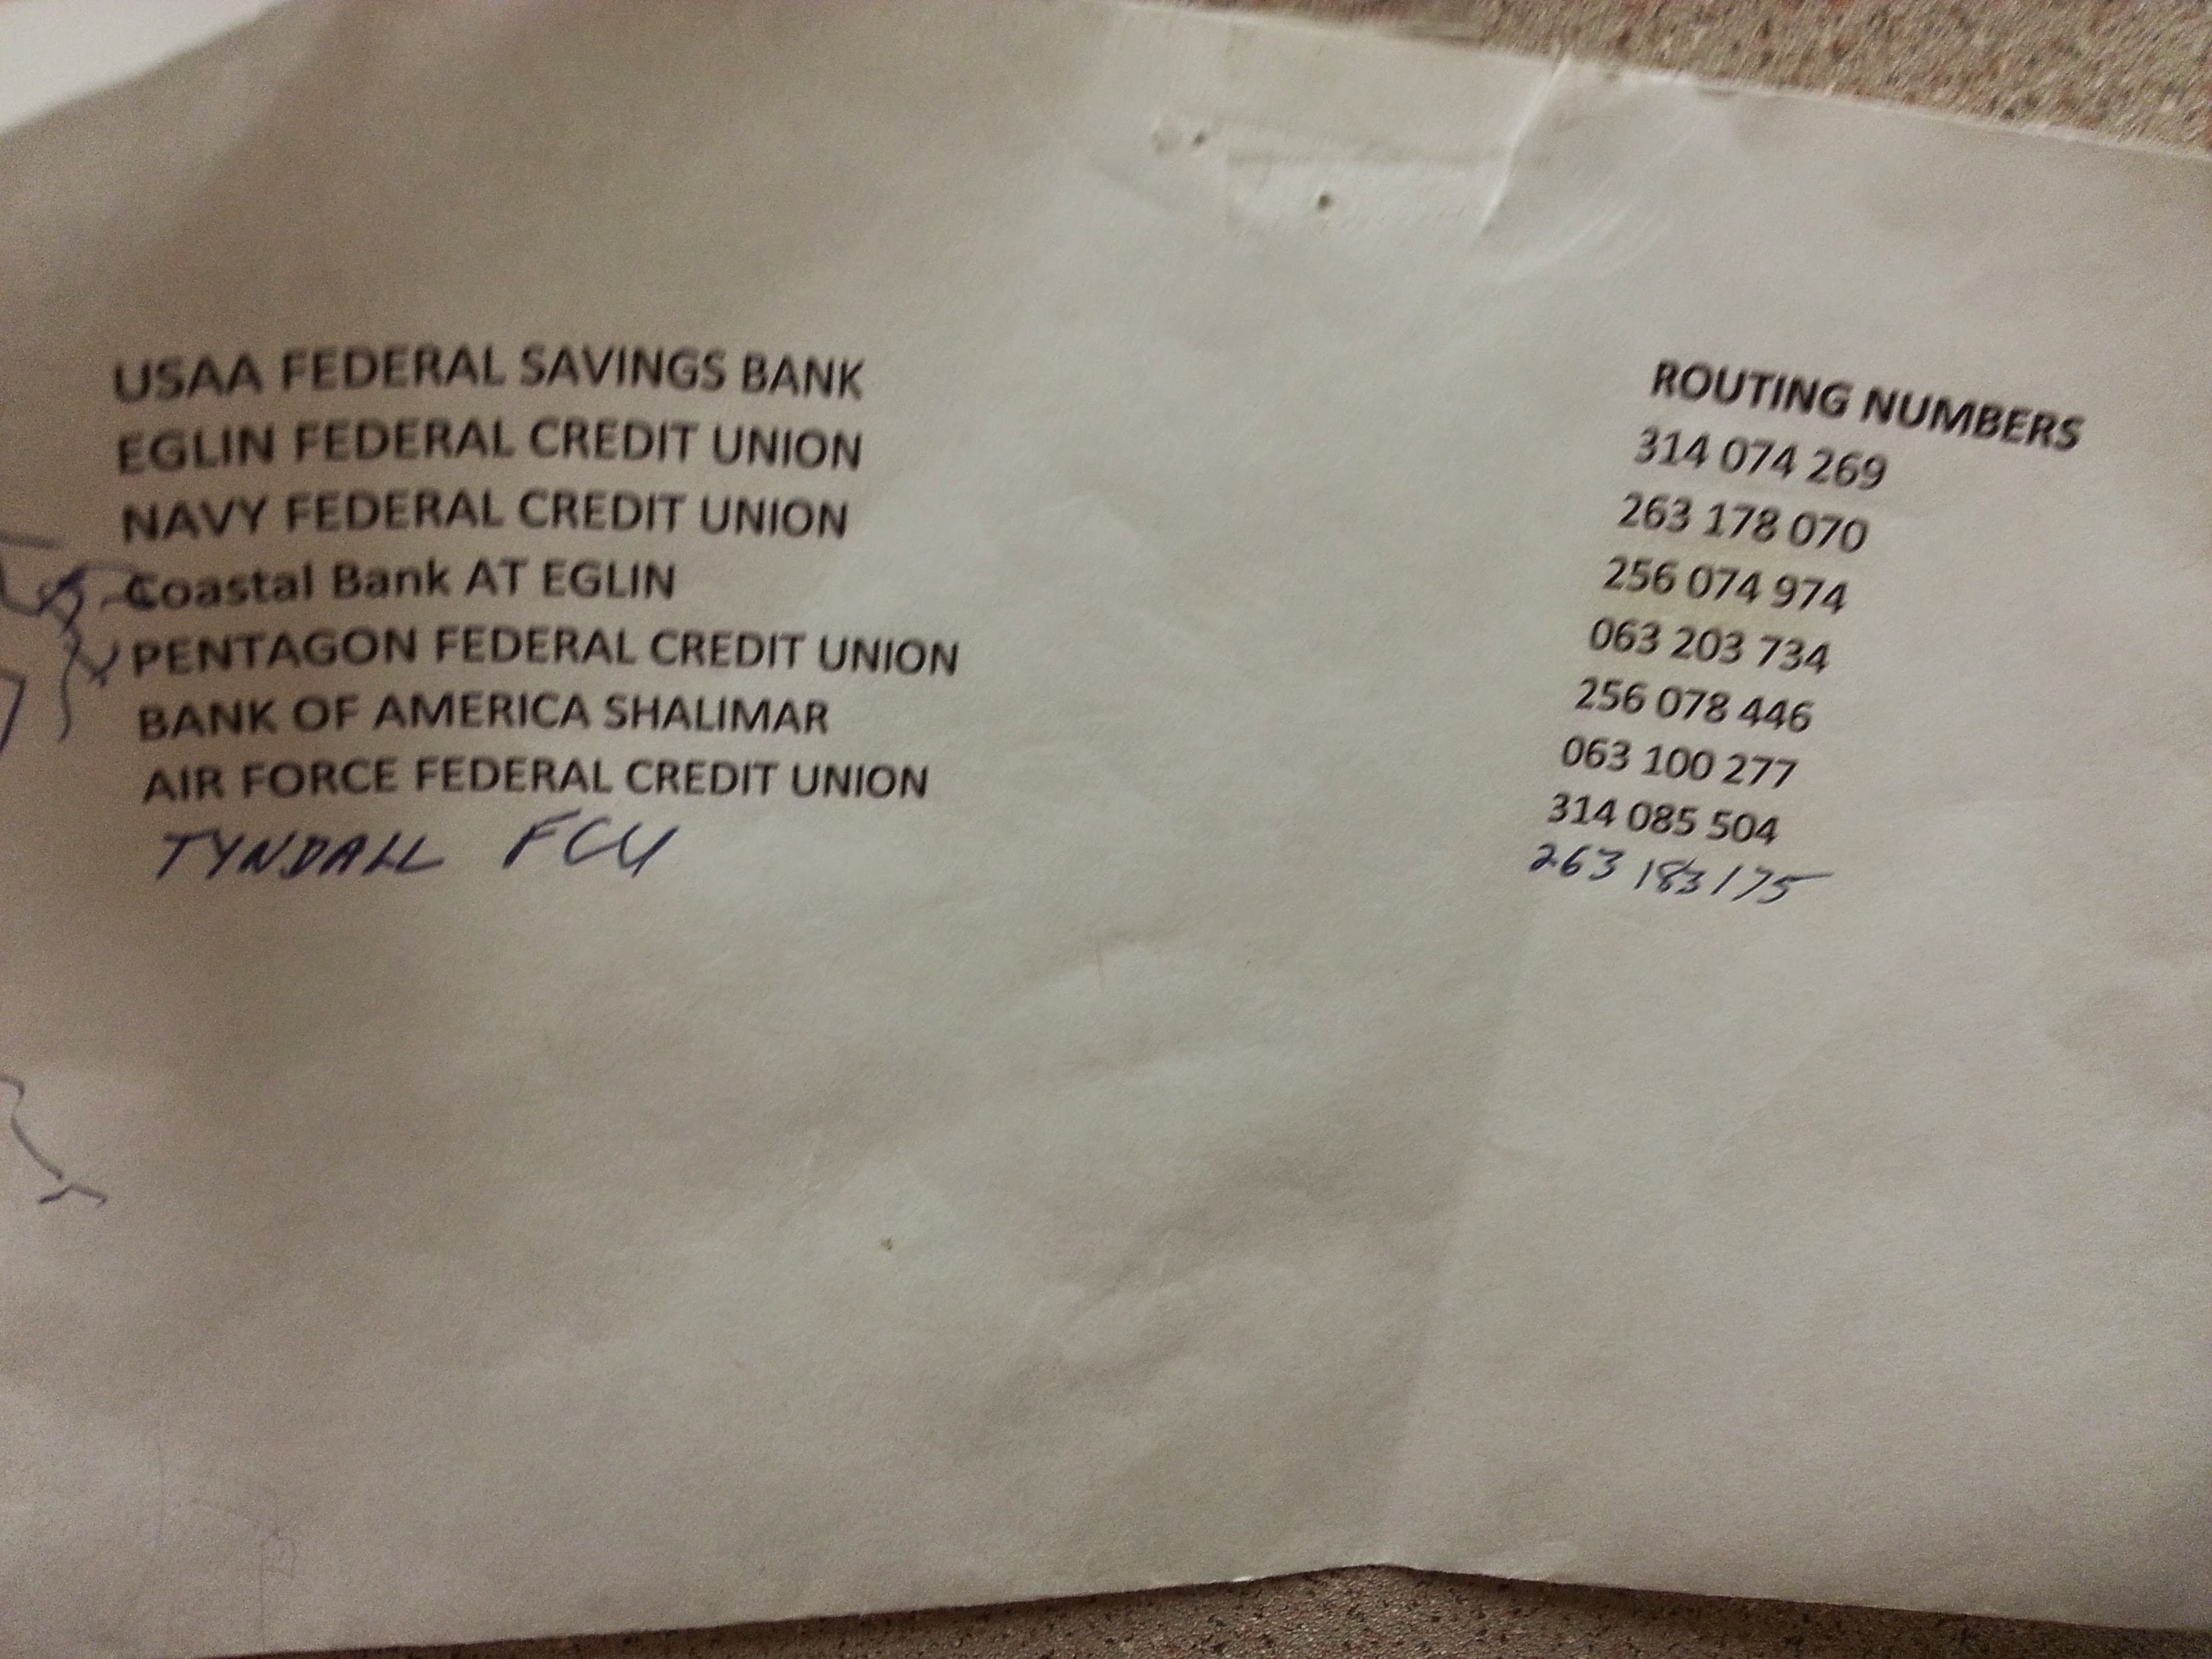 ROUTING NUMBERS
USAA FEDERAL SAVINGS BANK 314 074 269
EGLIN FEDERAL CREDIT UNION 263 178 070
NAVY FEDERAL CREDIT UNION 256 074 974
Coastal Bank AT EGLIN 063 203 734
PENTAGON FEDERAL CREDIT UNION 256 078 446
BANK OF AMERICA SHALIMAR 063 100 277
AIR FORCE FEDERAL CREDIT UNION 314 085 504
TYNDALL FCU 263 183 175